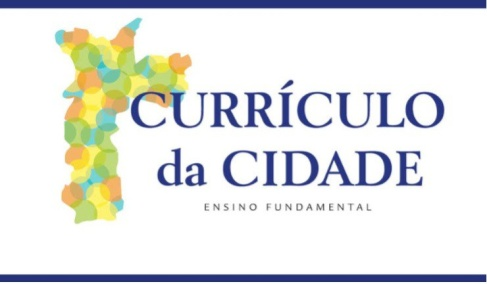 CURRÍCULO
da CIDADE
ENSINO FUNDAMENTAL